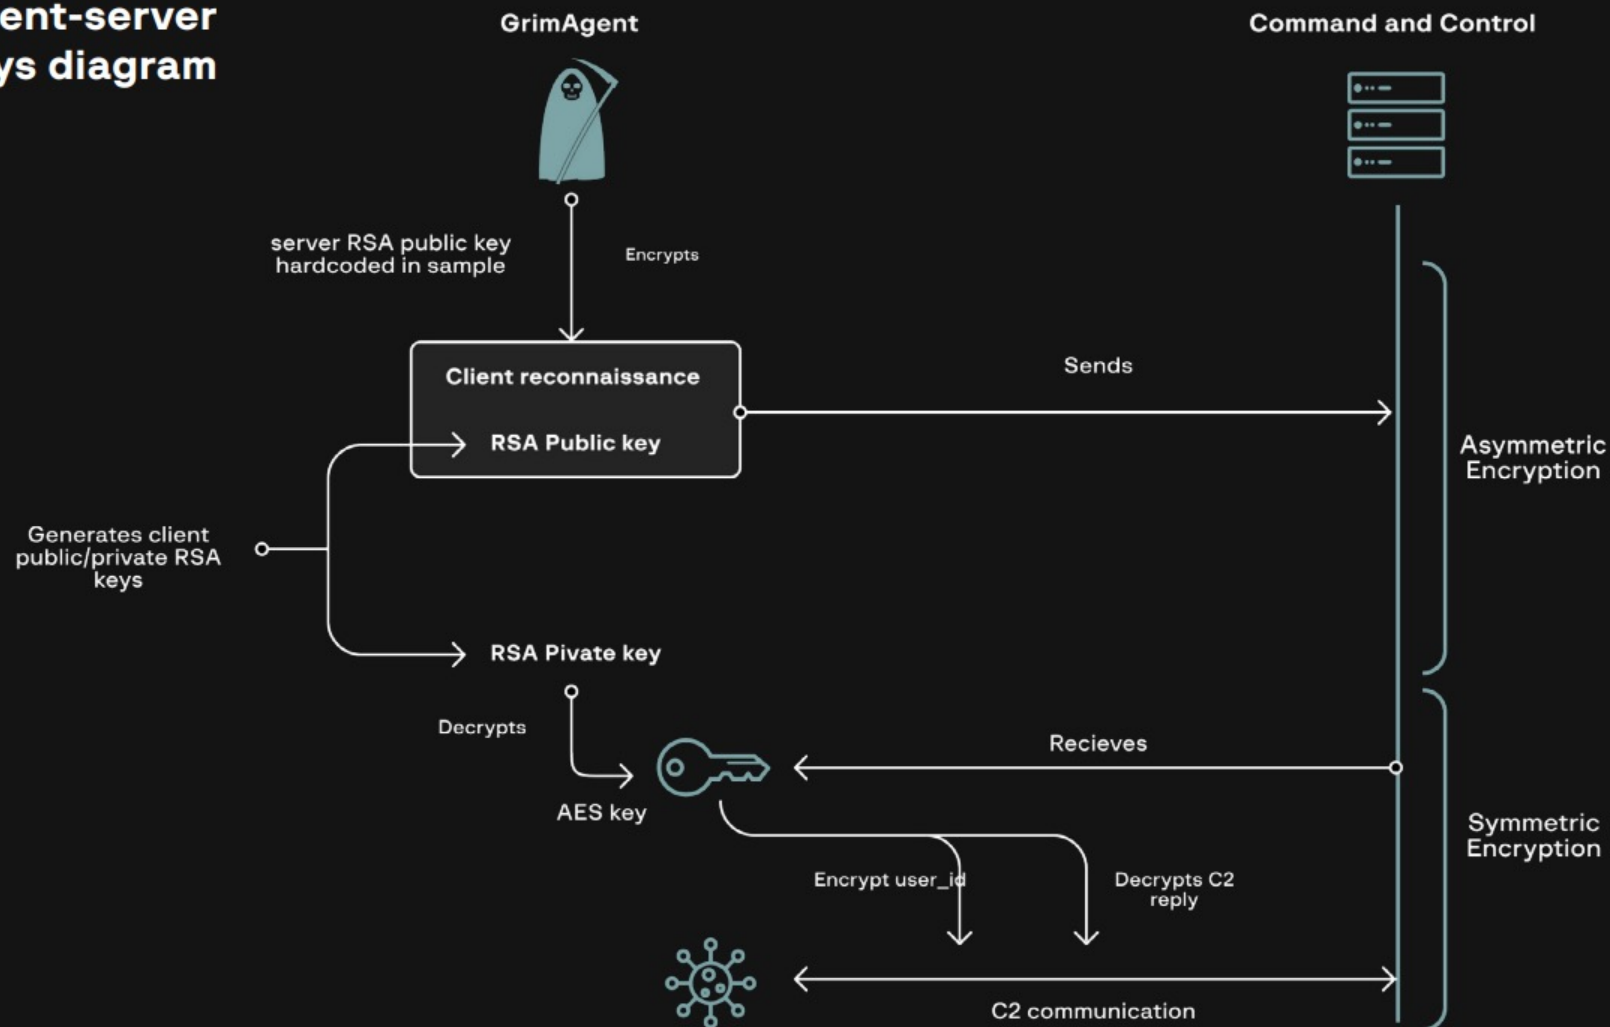 ent-server
ys diagram
GrimAgent
Command and Control
server RSA public key
hardcoded in sample
Encrypts
Client reconnaissance
RSA Public key
Sends
Asymmetric
Encryption
Generates client
public/private RSA
keys
RSA Pivate key
Decrypts
AES key
Recieves
Symmetric
Encryption
Encrypt user_id
Decrypts C2
reply
C2 communication